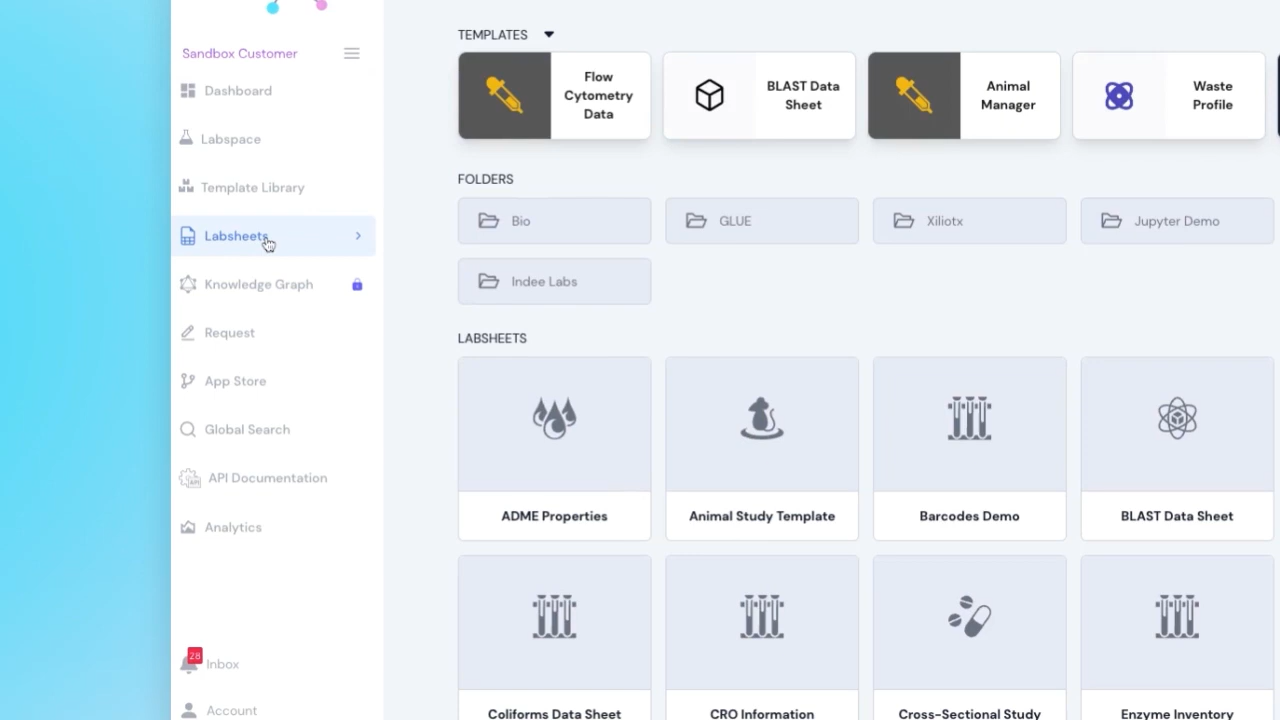 Sandbox Customer
Dashboard
Labspace
Template Library
Labsheets
Knowledge Graph
Request
App Store
Global Search
API Documentation
API
Analytics
28
Inbox
Account
TEMPLATES
Flow
Cytometry
Data
BLAST Data
Sheet
Animal
Manager
Waste
Profile
FOLDERS
Bio
GLUE
Xiliotx
Jupyter Demo
Indee Labs
LABSHEETS
ADME Properties
Animal Study Template
Barcodes Demo
BLAST Data Sheet
Coliforms Data Sheet
CRO Information
Cross-Sectional Study
Enzyme Inventory